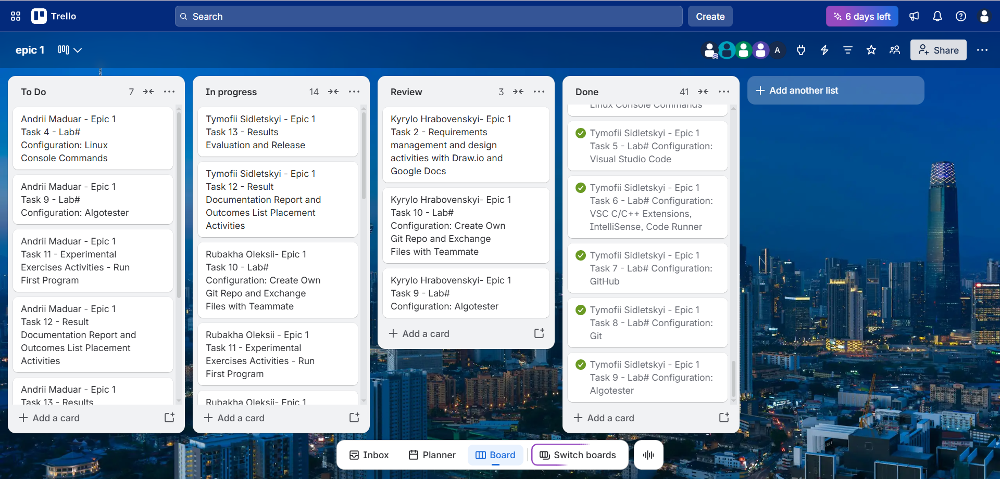 Trello
Search
Create
6 days left
epic 1
A
Share
To Do
7
Andrii Maduar - Epic 1
Task 4 - Lab#
Configuration: Linux
Console Commands
Andrii Maduar - Epic 1
Task 9 - Lab#
Configuration: Algotester
Andrii Maduar - Epic 1
Task 11 - Experimental
Exercises Activities - Run
First Program
Andrii Maduar - Epic 1
Task 12 - Result
Documentation Report and
Outcomes List Placement
Activities
Andrii Maduar - Epic 1
Task 13 - Results
Add a card
In progress
14
Tymofii Sidletskyi - Epic 1
Task 13 - Results
Evaluation and Release
Tymofii Sidletskyi - Epic 1
Task 12 - Result
Documentation Report and
Outcomes List Placement
Activities
Rubakha Oleksii- Epic 1
Task 10 - Lab#
Configuration: Create Own
Git Repo and Exchange
Files with Teammate
Rubakha Oleksii - Epic 1
Task 11 - Experimental
Exercises Activities - Run
First Program
Rubakha Oleksii- Epic 1
Add a card
Review
3
Kyrylo Hrabovenskyi- Epic 1
Task 2 - Requirements
management and design
activities with Draw.io and
Google Docs
Kyrylo Hrabovenskyi- Epic 1
Task 10 - Lab#
Configuration: Create Own
Git Repo and Exchange
Files with Teammate
Kyrylo Hrabovenskyi- Epic 1
Task 9 - Lab#
Configuration: Algotester
Add a card
Done
41
Linux Console Commands
Tymofii Sidletskyi - Epic 1
Task 5 - Lab# Configuration:
Visual Studio Code
Tymofii Sidletskyi - Epic 1
Task 6 - Lab# Configuration:
VSC C/C++ Extensions,
IntelliSense, Code Runner
Tymofii Sidletskyi - Epic 1
Task 7 - Lab# Configuration:
GitHub
Tymofii Sidletskyi - Epic 1
Task 8 - Lab# Configuration:
Git
Tymofii Sidletskyi - Epic 1
Task 9 - Lab# Configuration:
Algotester
Add a card
Add another list
Inbox
Planner
Board
Switch boards